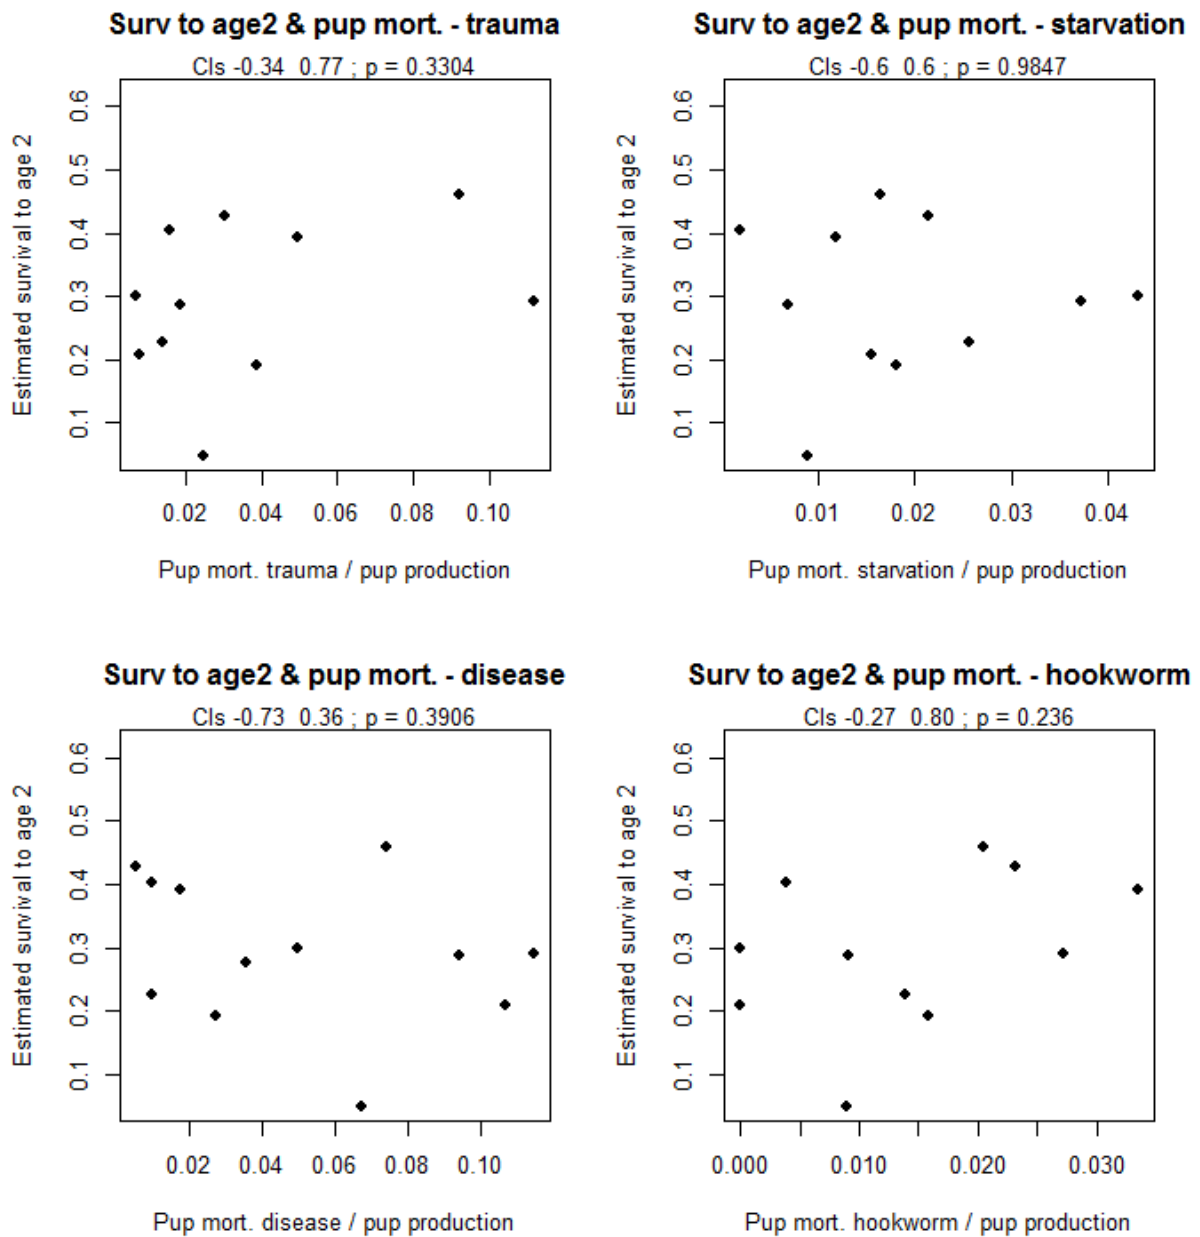 Surv to age2 & pup mort. - trauma
CIs -0.34 0.77 ; p = 0.3304
Estimated survival to age 2
0.6
0.5
0.4
0.3
0.2
0.1
0.02 0.04 0.06 0.08 0.10
Pup mort. trauma / pup production
Surv to age2 & pup mort. - starvation
CIs -0.6 0.6 ; p = 0.9847
Estimated survival to age 2
0.6
0.5
0.4
0.3
0.2
0.1
0.01 0.02 0.03 0.04
Pup mort. starvation / pup production
Surv to age2 & pup mort. - disease
CIs -0.73 0.36 ; p = 0.3906
Estimated survival to age 2
0.6
0.5
0.4
0.3
0.2
0.1
0.02 0.04 0.06 0.08 0.10
Pup mort. disease / pup production
Surv to age2 & pup mort. - hookworm
CIs -0.27 0.80 ; p = 0.236
Estimated survival to age 2
0.6
0.5
0.4
0.3
0.2
0.1
0.000 0.010 0.020 0.030
Pup mort. hookworm / pup production